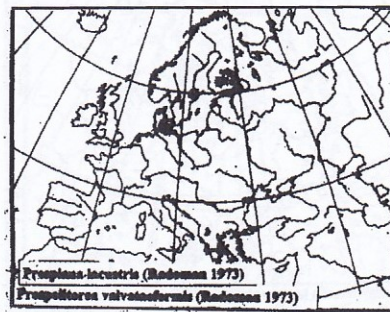 Prespiana lacustris (Radoman 1973)
Prespolitorea valvataeformis (Radoman 1973)